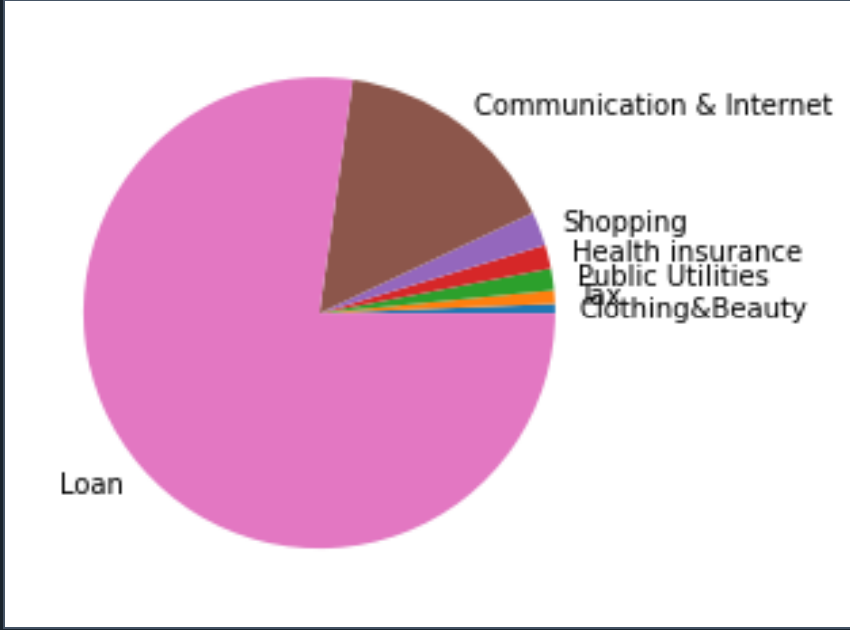 Communication & Internet
Shopping
Health insurance
Public Utilities
Tax
Clothing&Beauty
Loan